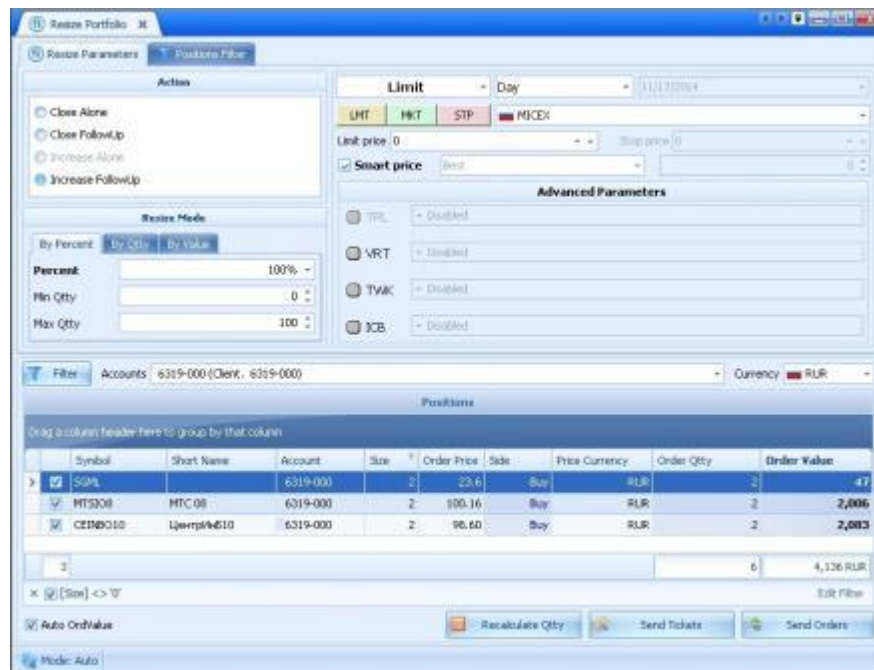 Resize Portfolio
Resize Parameters Positions Filter
Action
Close Alone
Close FollowUp
Increase Alone
Increase FollowUp
Resize Mode
By Percent By Qtty By Value
Percent 100%
Min Qtty 0
Max Qtty 100
Limit Day 11/17/2014
LMT MKT STP MICEX
Limit price 0 Stop price 0
Smart price Best 0
Advanced Parameters
TRL Disabled
VRT Disabled
TWK Disabled
ICB Disabled
Filter Accounts 6319-000 (Client, 6319-000) Currency RUR
Positions
Drag a column header here to group by that column
Symbol Short Name Account Size Order Price Side Price Currency Order Qtty Order Value
SGML 6319-000 2 23.6 Buy RUR 2 47
MTSIO8 МТС 08 6319-000 2 100.16 Buy RUR 2 2,006
6319-000 2 98.60 Buy RUR 2 2,083
3 6 4,136 RUR
[Size] <> '0' Edit Filter
Auto OrdValue Recalculate Qtty Send Tickets Send Orders
Mode: Auto